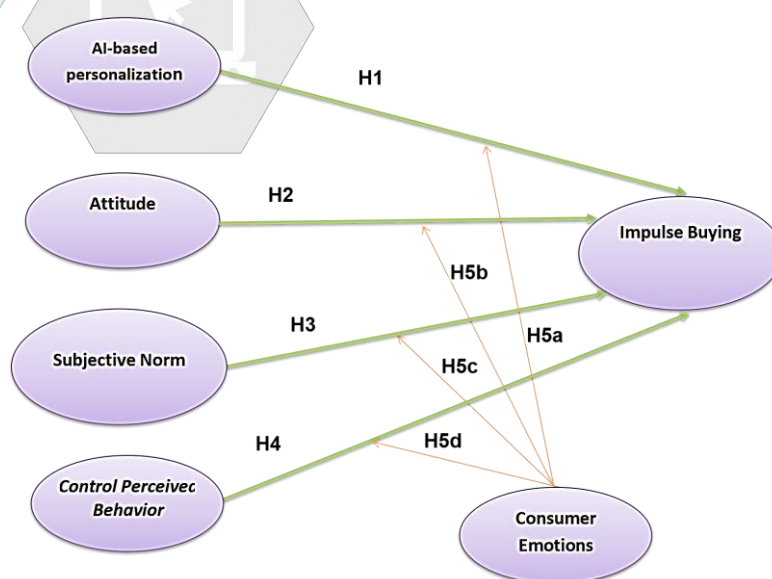 AI-based
personalization
H1
Attitude
H2
Impulse Buying
H5b
H3
H5a
Subjective Norm
H5c
H4
H5d
Control Perceived
Behavior
Consumer
Emotions